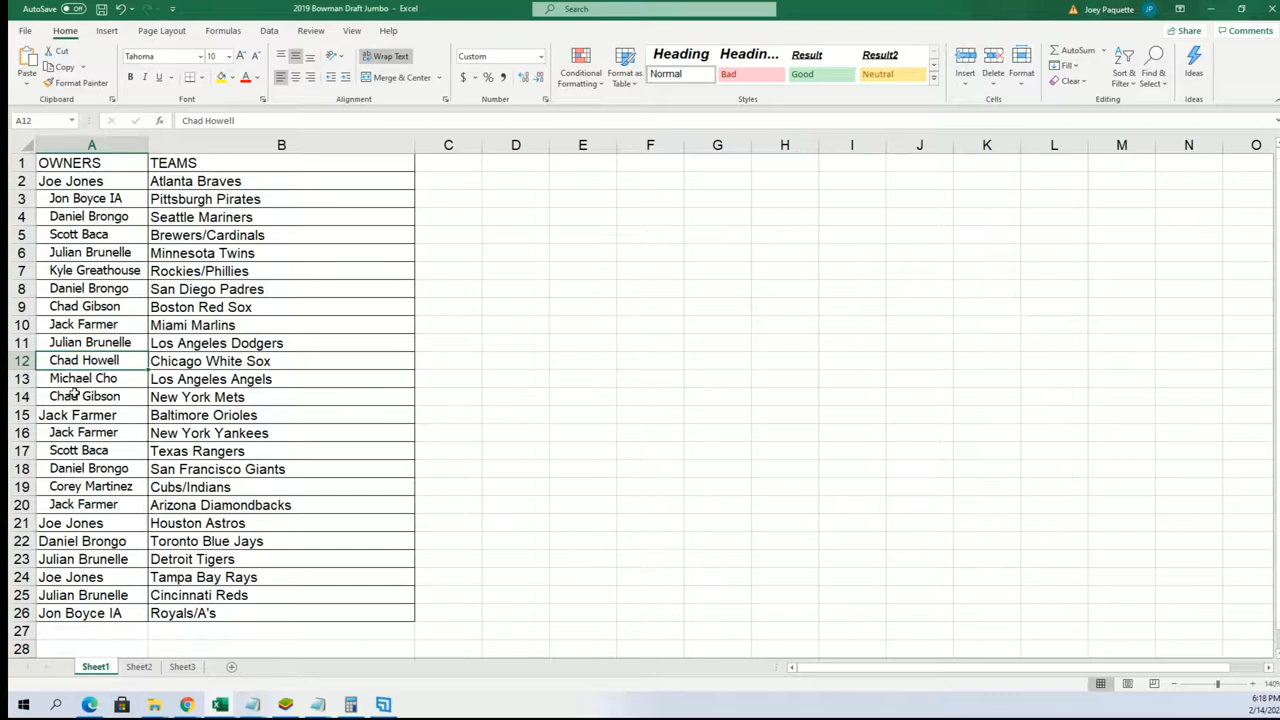 AutoSave Off 2019 Bowman Draft Jumbo - Excel Search Joey Paquette JP
File Home Insert Page Layout Formulas Data Review View Help Share Comments
Paste Cut Copy Format Painter Clipboard
Tahoma 10 B I U A A A Font
Wrap Text Merge & Center Alignment
Custom $ % 9 Number
Conditional Formatting Format as Table
Heading Headin... Result Result2
Normal Bad Good Neutral
Styles
Insert Delete Format Cells
AutoSum Fill Clear Sort & Filter Find & Select Editing
Ideas Ideas
A12 fx Chad Howell
A B C D E F G H I J K L M N O
1 OWNERS TEAMS
2 Joe Jones Atlanta Braves
3 Jon Boyce IA Pittsburgh Pirates
4 Daniel Brongo Seattle Mariners
5 Scott Baca Brewers/Cardinals
6 Julian Brunelle Minnesota Twins
7 Kyle Greathouse Rockies/Phillies
8 Daniel Brongo San Diego Padres
9 Chad Gibson Boston Red Sox
10 Jack Farmer Miami Marlins
11 Julian Brunelle Los Angeles Dodgers
12 Chad Howell Chicago White Sox
13 Michael Cho Los Angeles Angels
14 Chad Gibson New York Mets
15 Jack Farmer Baltimore Orioles
16 Jack Farmer New York Yankees
17 Scott Baca Texas Rangers
18 Daniel Brongo San Francisco Giants
19 Corey Martinez Cubs/Indians
20 Jack Farmer Arizona Diamondbacks
21 Joe Jones Houston Astros
22 Daniel Brongo Toronto Blue Jays
23 Julian Brunelle Detroit Tigers
24 Joe Jones Tampa Bay Rays
25 Julian Brunelle Cincinnati Reds
26 Jon Boyce IA Royals/A's
27
28
Sheet1 Sheet2 Sheet3
140%
6:18 PM
2/14/202